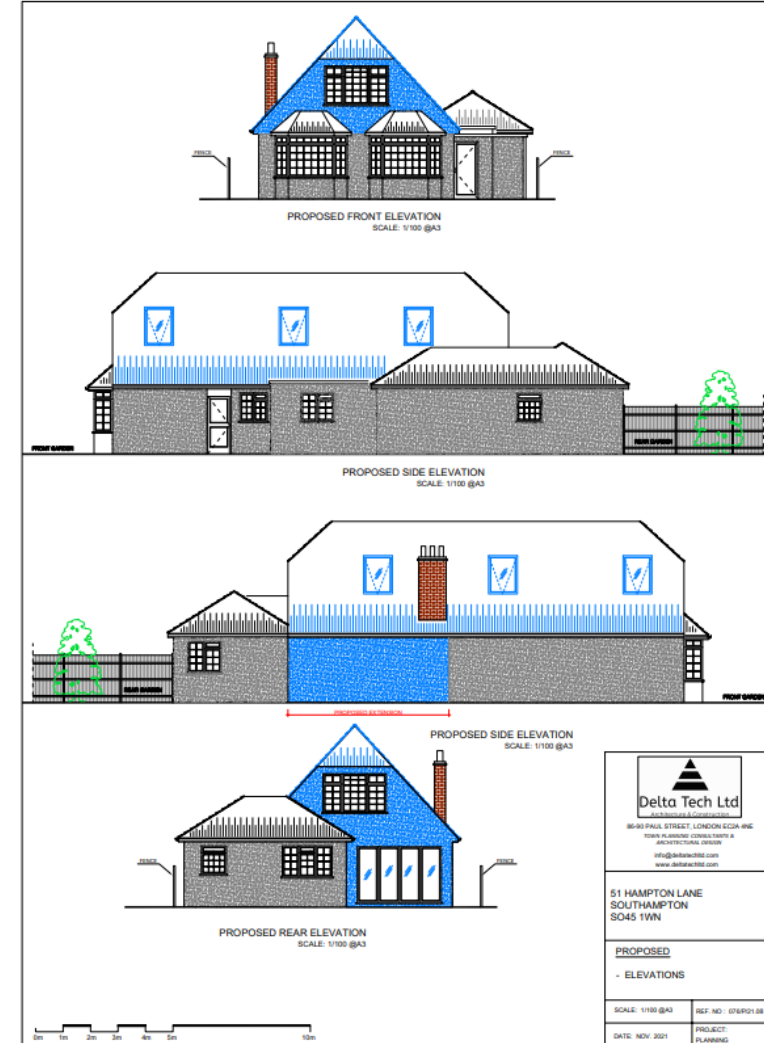 FENCE
FENCE
PROPOSED FRONT ELEVATION
SCALE: 1/100 @A3
FRONT GARDEN
REAR GARDEN
PROPOSED SIDE ELEVATION
SCALE: 1/100 @A3
REAR GARDEN
FRONT GARDEN
PROPOSED EXTENSION
PROPOSED SIDE ELEVATION
SCALE: 1/100 @A3
FENCE
FENCE
PROPOSED REAR ELEVATION
SCALE: 1/100 @A3
0m 1m 2m 3m 4m 5m 10m
Delta Tech Ltd
Architecture & Construction
86-90 PAUL STREET, LONDON EC2A 4NE
TOWN PLANNING CONSULTANTS &
ARCHITECTURAL DESIGN
info@deltatechltd.com
www.deltatechltd.com
51 HAMPTON LANE
SOUTHAMPTON
SO45 1WN
PROPOSED
- ELEVATIONS
SCALE: 1/100 @A3
REF. NO :
DATE: NOV. 2021
PROJECT:
PLANNING